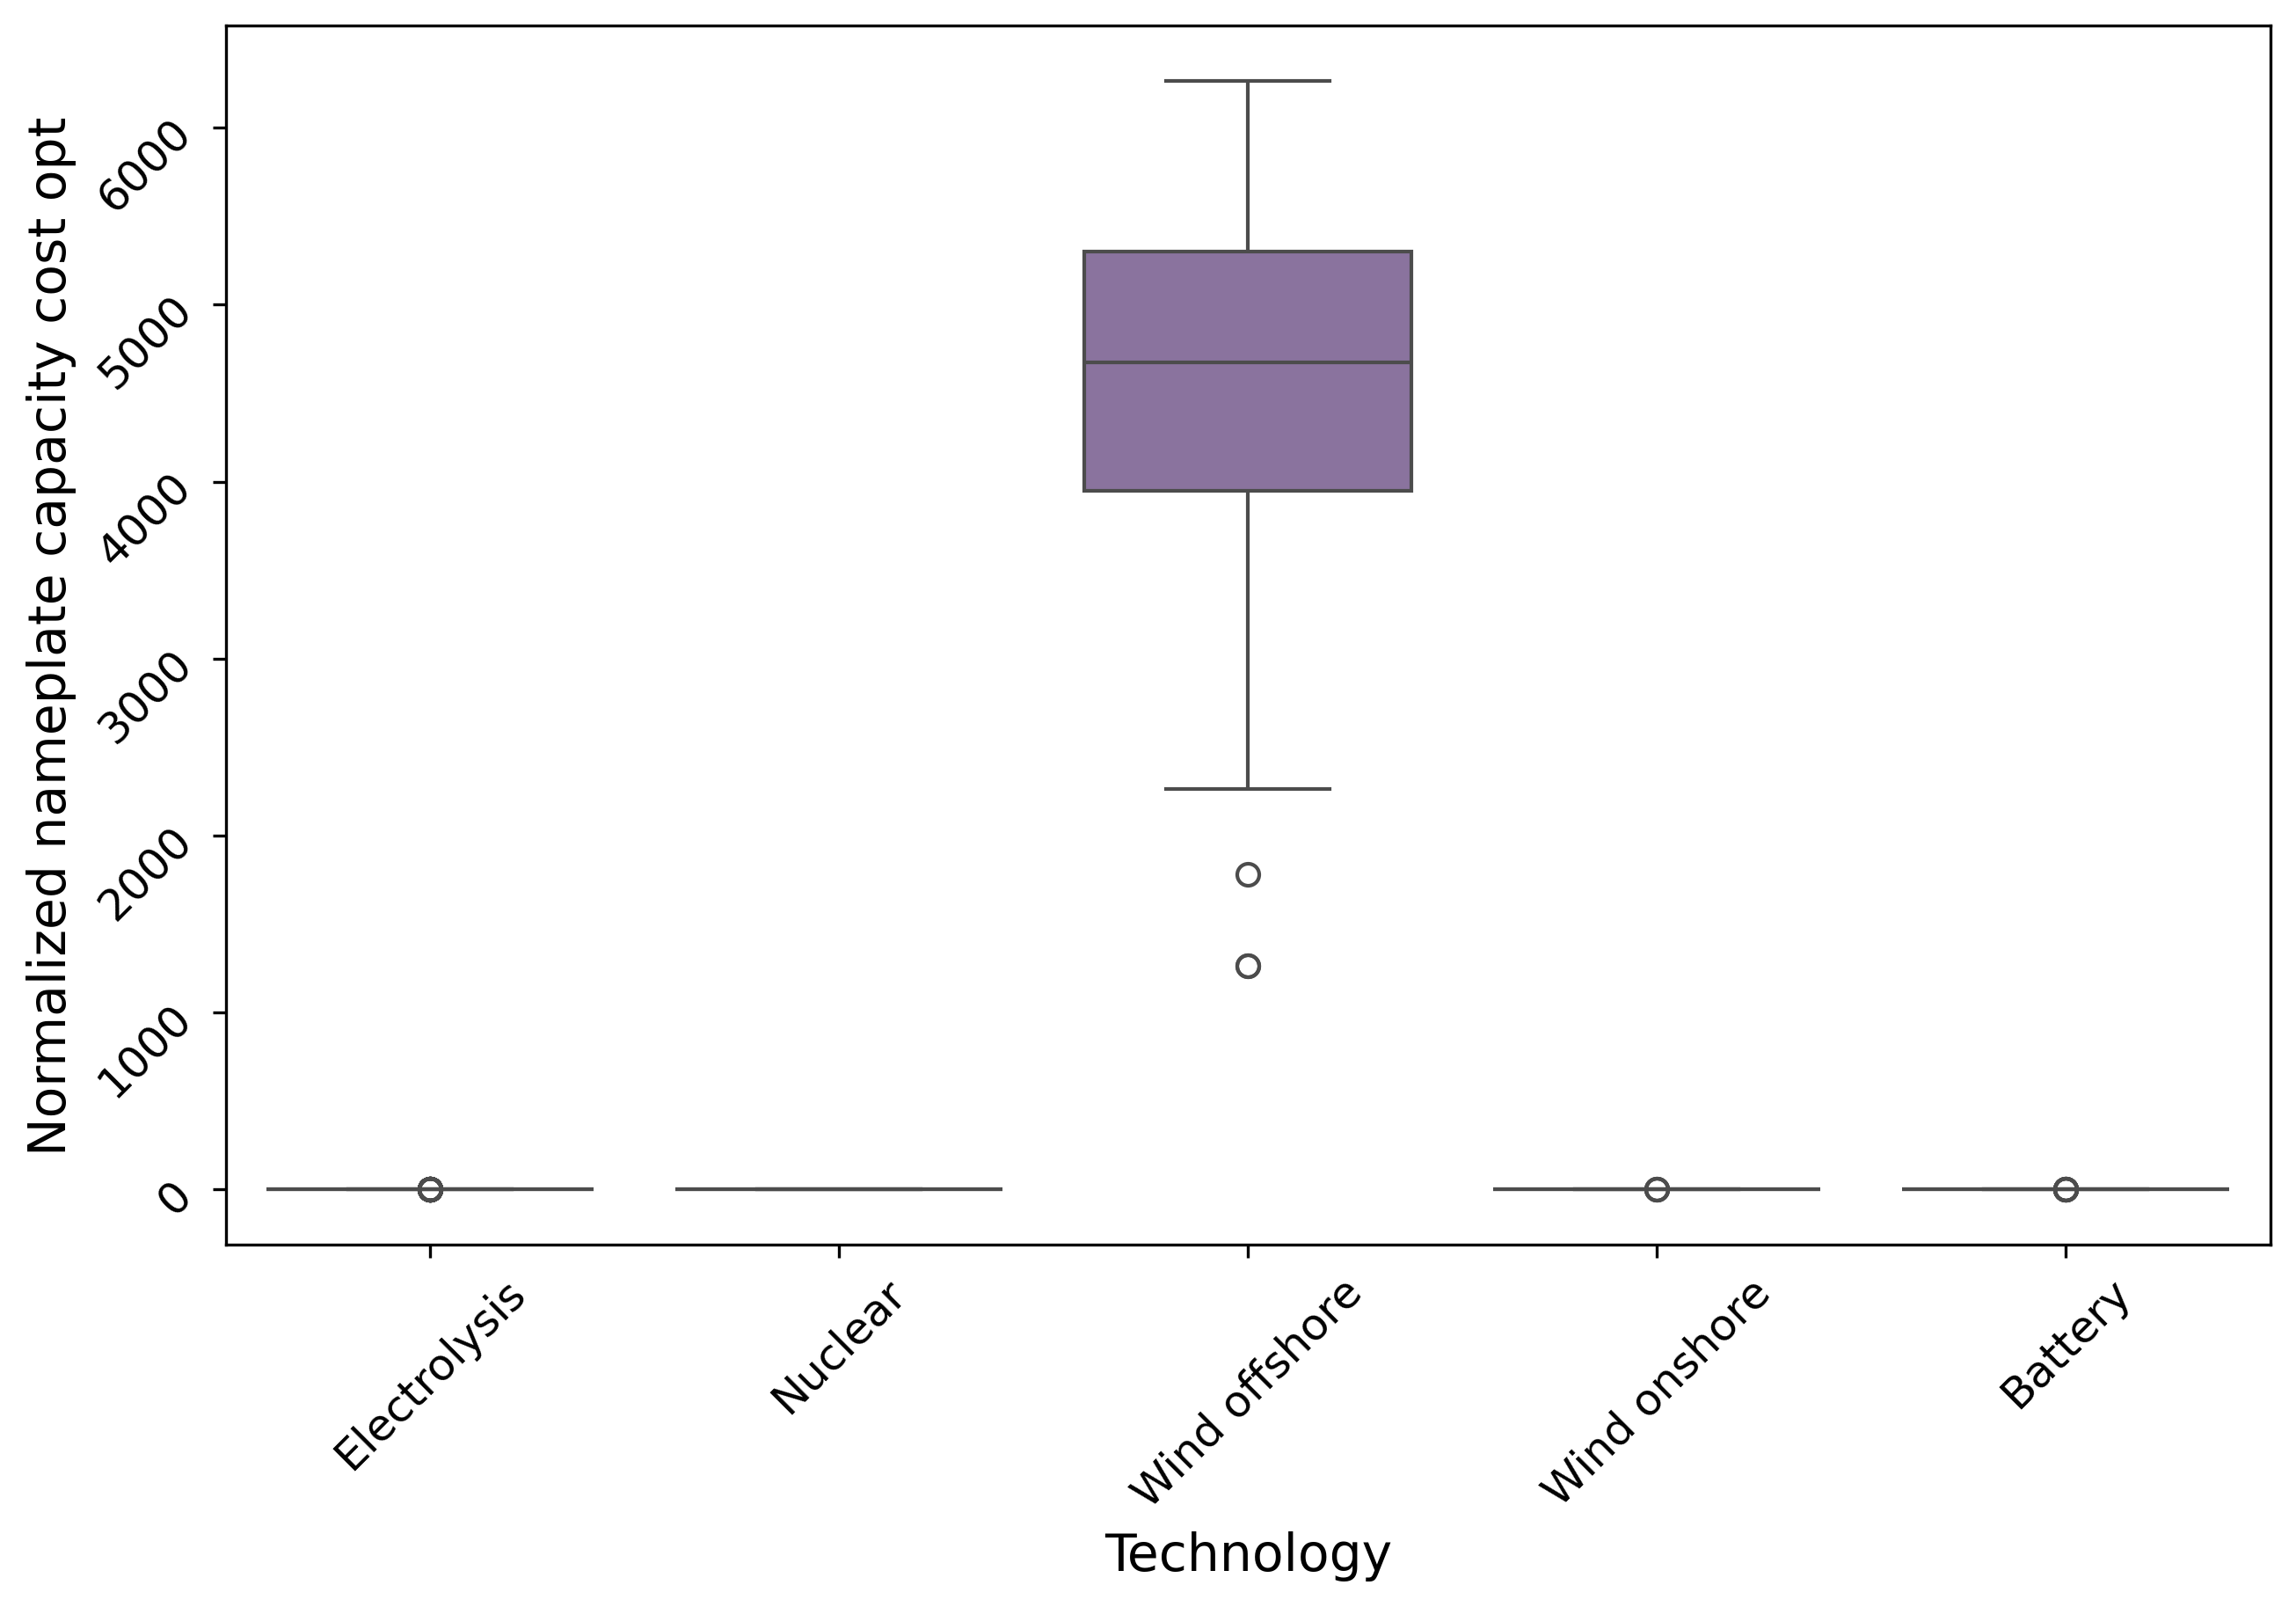 Normalized nameplate capacity cost opt
6000
5000
4000
3000
2000
1000
0
Electrolysis
Nuclear
Wind offshore
Wind onshore
Battery
Technology